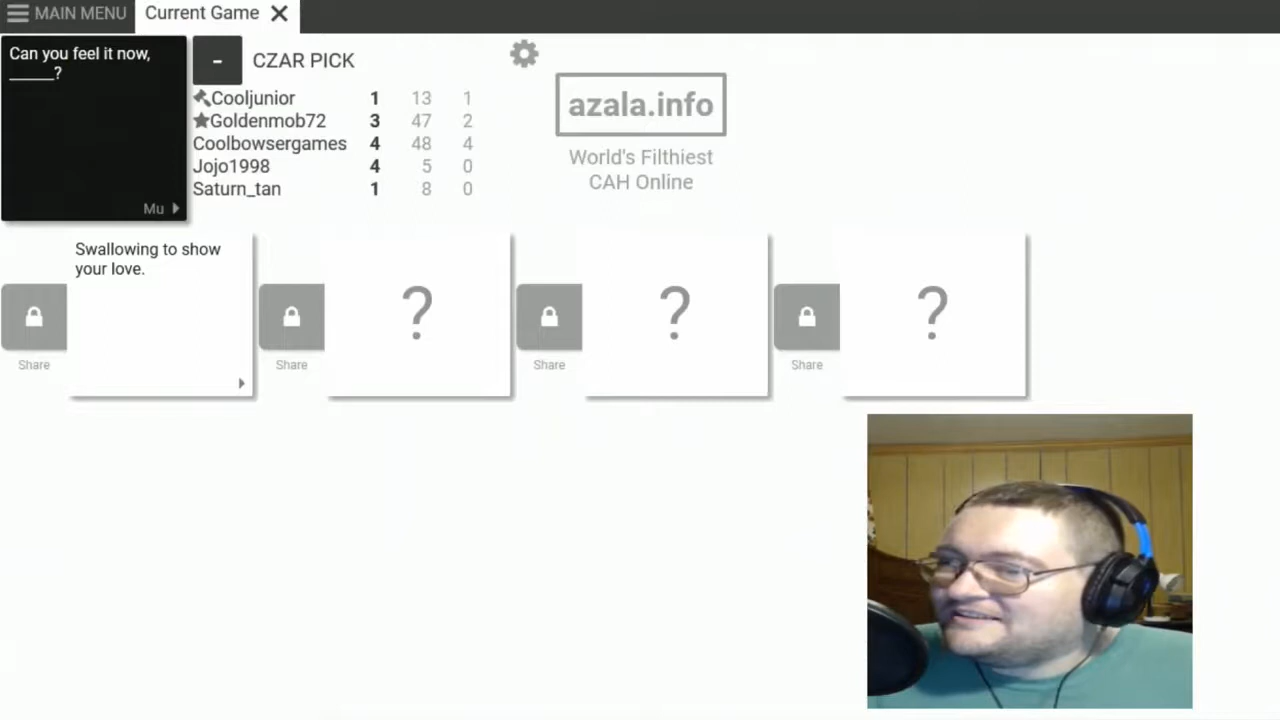 MAIN MENU
Current Game
Can you feel it now,
_____?
Mu
-
CZAR PICK
Cooljunior 1 13 1
Goldenmob72 3 47 2
Coolbowsergames 4 48 4
Jojo1998 4 5 0
Saturn_tan 1 8 0
azala.info
World's Filthiest
CAH Online
Swallowing to show
your love.
? ? ?
Share Share Share Share